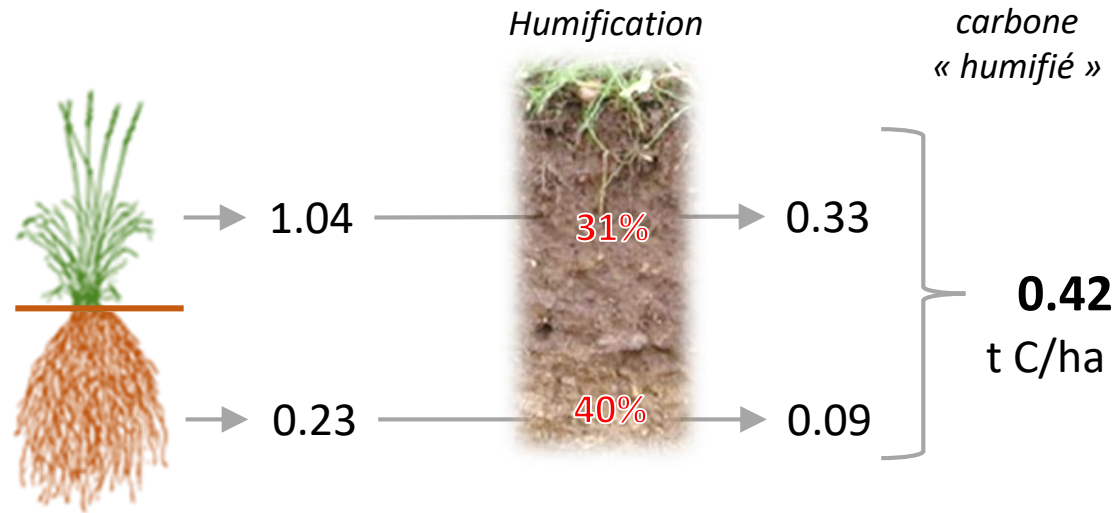 Humification
carbone
« humifié »
1.04
31%
0.33
0.42
t C/ha
0.23
40%
0.09